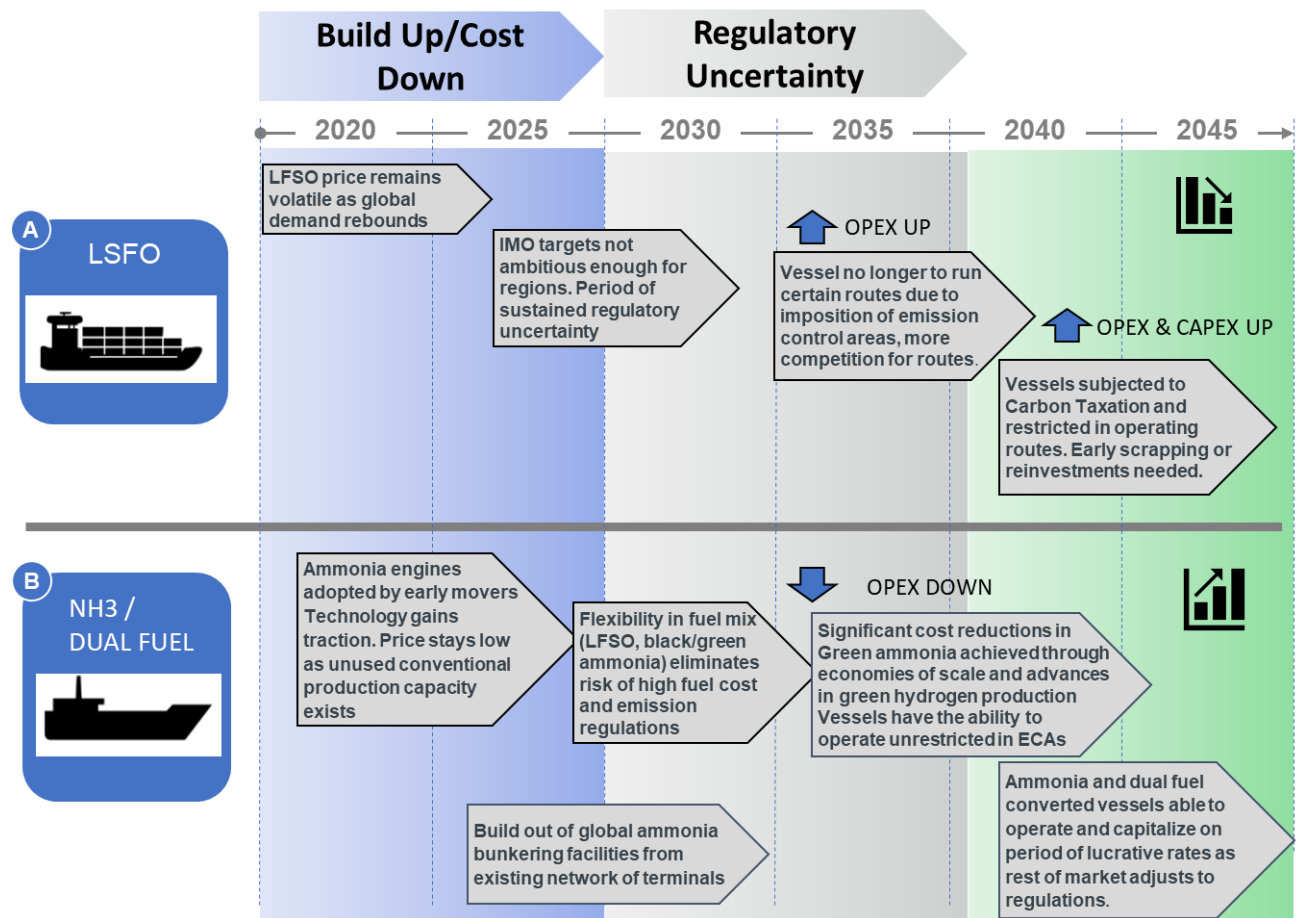 Build Up/Cost
Down
Regulatory
Uncertainty
2020
2025
2030
2035
2040
2045
A
LSFO
LFSO price remains
volatile as global
demand rebounds
IMO targets not
ambitious enough for
regions. Period of
sustained regulatory
uncertainty
OPEX UP
Vessel no longer to run
certain routes due to
imposition of emission
control areas, more
competition for routes.
OPEX & CAPEX UP
Vessels subjected to
Carbon Taxation and
restricted in operating
routes. Early scrapping or
reinvestments needed.
B
NH3 /
DUAL FUEL
Ammonia engines
adopted by early movers
Technology gains
traction. Price stays low
as unused conventional
production capacity
exists
Flexibility in fuel mix
(LFSO, black/green
ammonia) eliminates
risk of high fuel cost
and emission
regulations
OPEX DOWN
Significant cost reductions in
Green ammonia achieved through
economies of scale and advances
in green hydrogen production
Vessels have the ability to
operate unrestricted in ECAs
Build out of global ammonia
bunkering facilities from
existing network of terminals
Ammonia and dual fuel
converted vessels able to
operate and capitalize on
period of lucrative rates as
rest of market adjusts to
regulations.